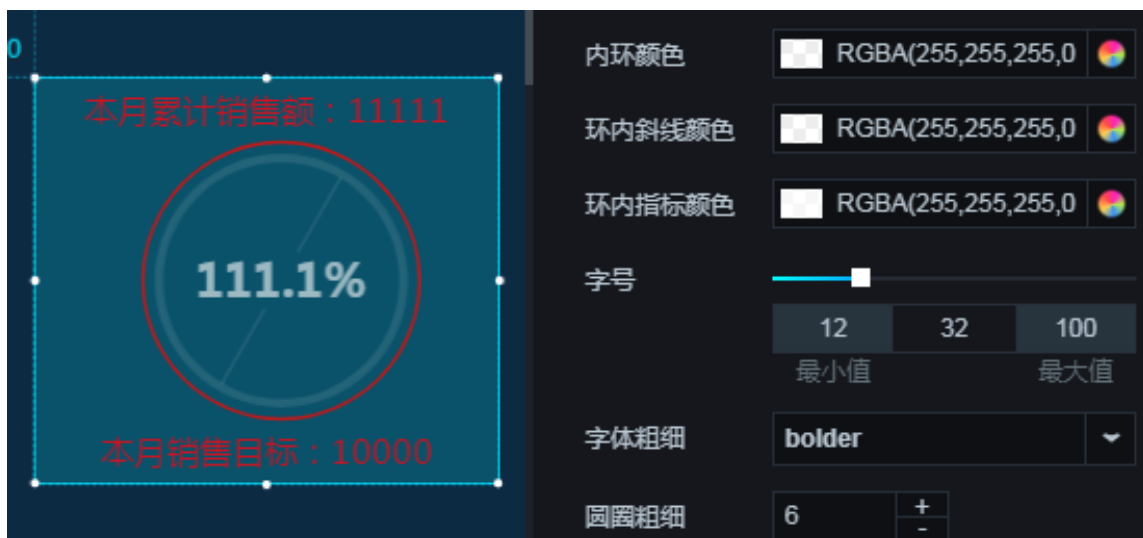 0
本月累计销售额：11111
111.1%
本月销售目标：10000
内环颜色
RGBA(255,255,255,0
环内斜线颜色
RGBA(255,255,255,0
环内指标颜色
RGBA(255,255,255,0
字号
12 32 100
最小值 最大值
字体粗细
bolder
圆圈粗细
6
+
-